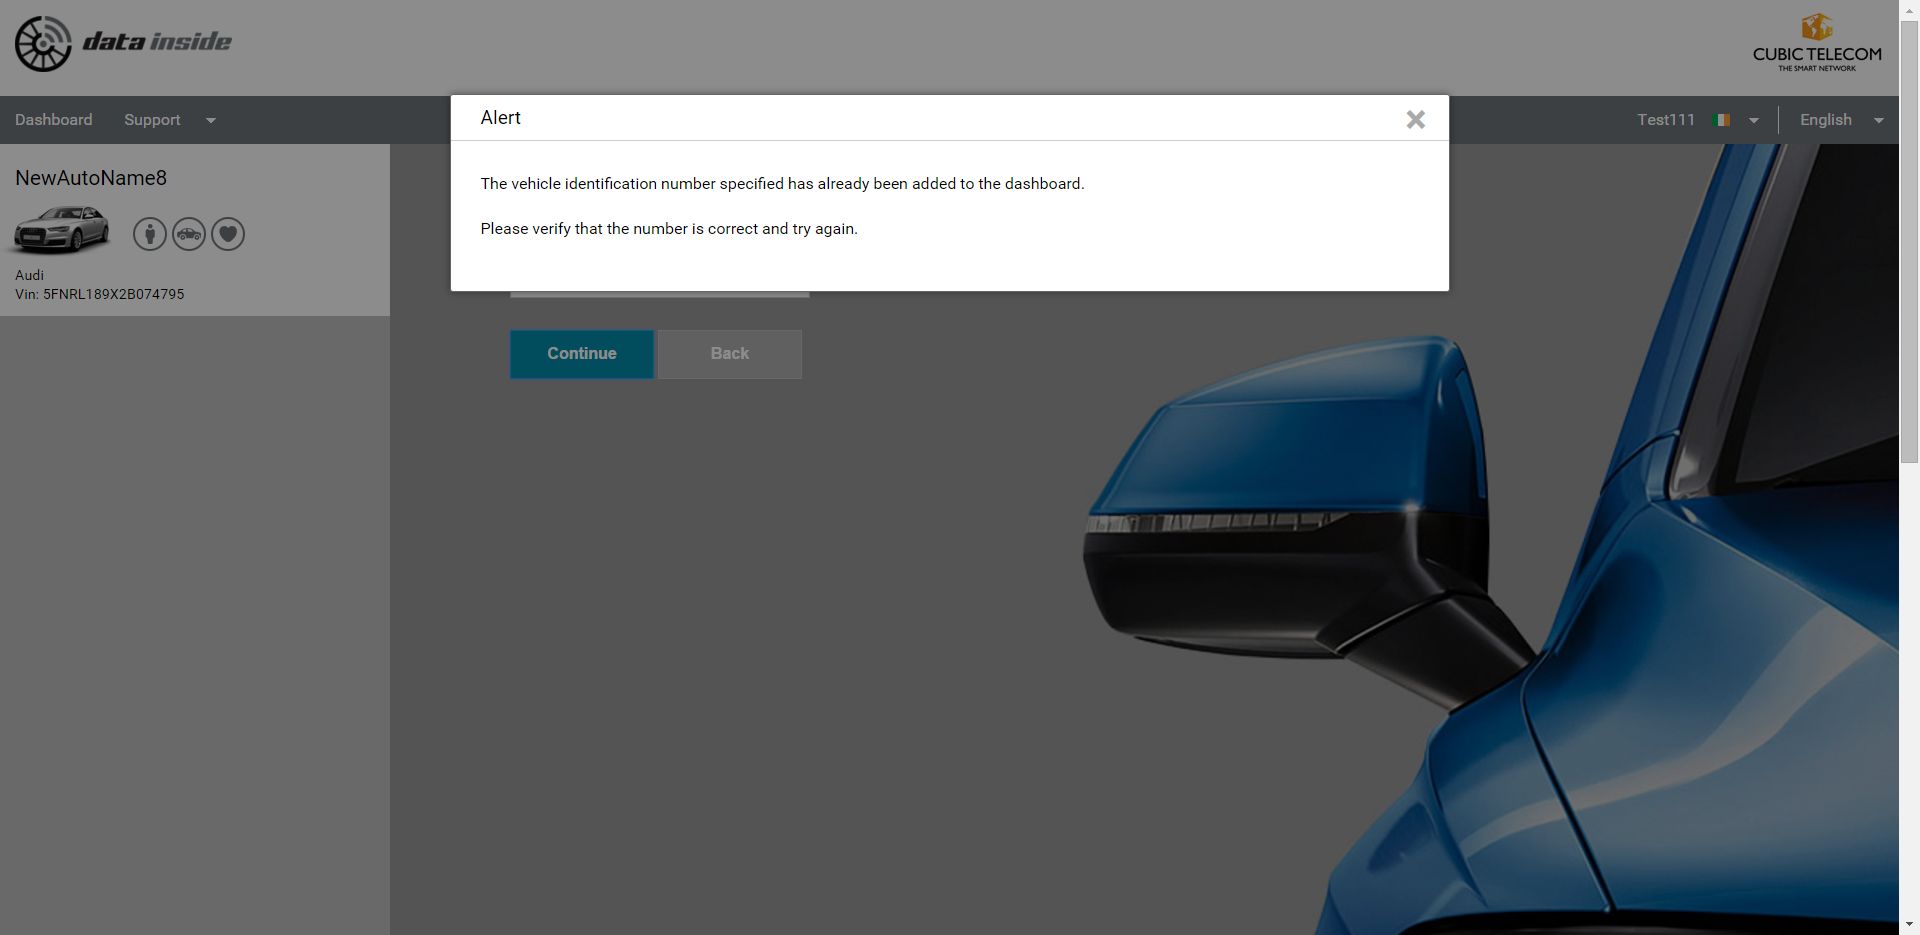 data inside
CUBIC TELECOM
THE SMART NETWORK
Dashboard Support
Test111 English
Alert
The vehicle identification number specified has already been added to the dashboard.
Please verify that the number is correct and try again.
NewAutoName8
Audi
Vin: 5FNRL189X2B074795
Continue Back